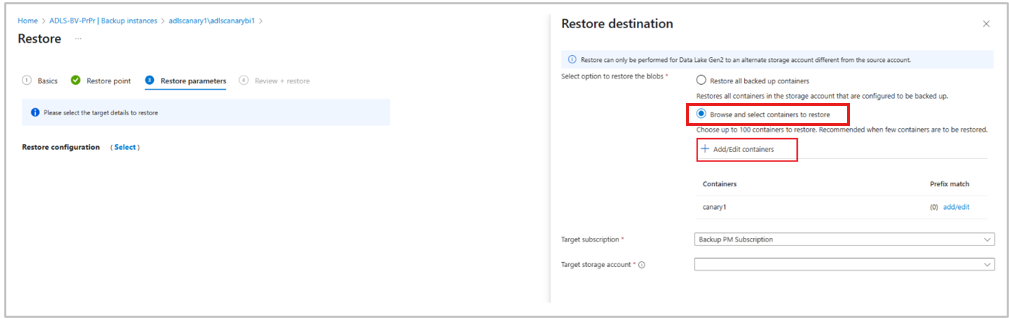 Home > ADLS-BV-PrPr | Backup instances > adlscanary1\adlscanarybi1 >
Restore ...
1 Basics Restore point 3 Restore parameters 4 Review + restore
Please select the target details to restore
Restore configuration ( Select )
Restore destination
Restore can only be performed for Data Lake Gen2 to an alternate storage account different from the source account.
Select option to restore the blobs *
Restore all backed up containers
Restores all containers in the storage account that are configured to be backed up.
Browse and select containers to restore
Choose up to 100 containers to restore. Recommended when few containers are to be restored.
+ Add/Edit containers
Containers Prefix match
canary1 (0) add/edit
Target subscription * Backup PM Subscription
Target storage account *